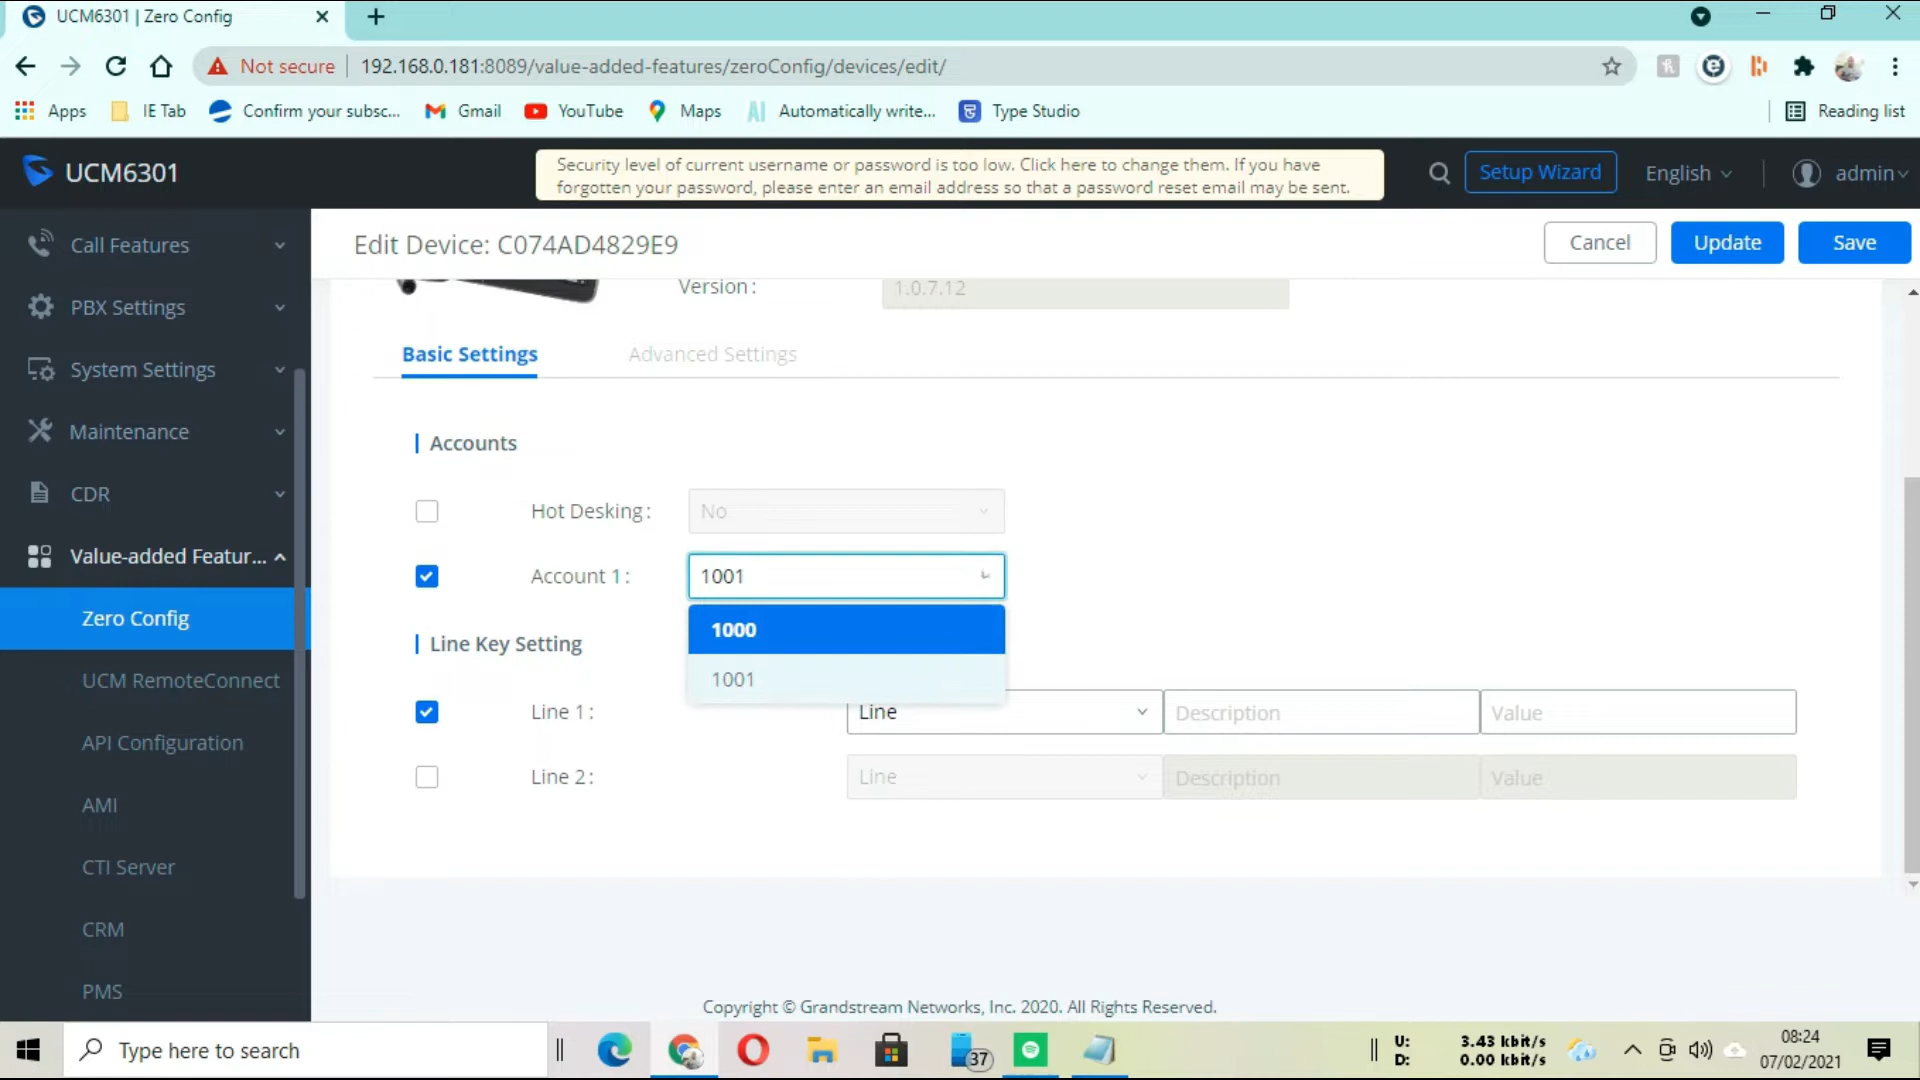 UCM6301 | Zero Config
Not secure
192.168.0.181:8089/value-added-features/zeroConfig/devices/edit/
Apps
IE Tab
Confirm your subsc...
Gmail
YouTube
Maps
Automatically write...
Type Studio
Reading list
UCM6301
Security level of current username or password is too low. Click here to change them. If you have
forgotten your password, please enter an email address so that a password reset email may be sent.
Setup Wizard
English
admin
Call Features
PBX Settings
System Settings
Maintenance
CDR
Value-added Featur...
Zero Config
UCM RemoteConnect
API Configuration
AMI
CTI Server
CRM
PMS
Edit Device: C074AD4829E9
Cancel
Update
Save
Version :
1.0.7.12
Basic Settings
Advanced Settings
Accounts
Hot Desking :
No
Account 1 :
1001
1000
1001
Line Key Setting
Line 1 :
Line
Description
Value
Line 2 :
Line
Description
Value
Copyright © Grandstream Networks, Inc. 2020. All Rights Reserved.
Type here to search
37
U: 3.43 kbit/s
D: 0.00 kbit/s
08:24
07/02/2021